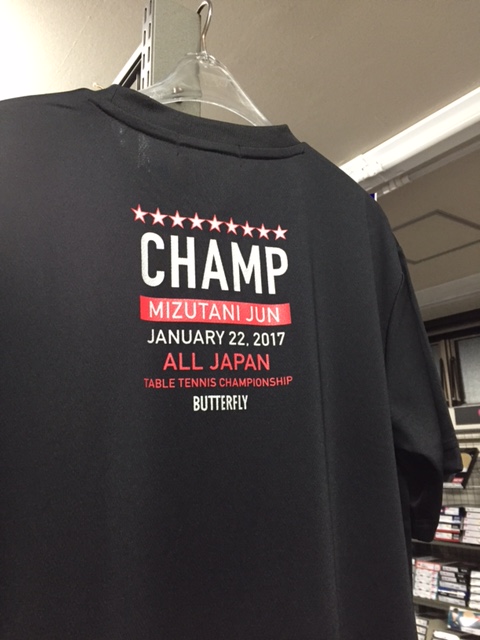 CHAMP
MIZUTANI JUN
JANUARY 22, 2017
ALL JAPAN
TABLE TENNIS CHAMPIONSHIP
BUTTERFLY